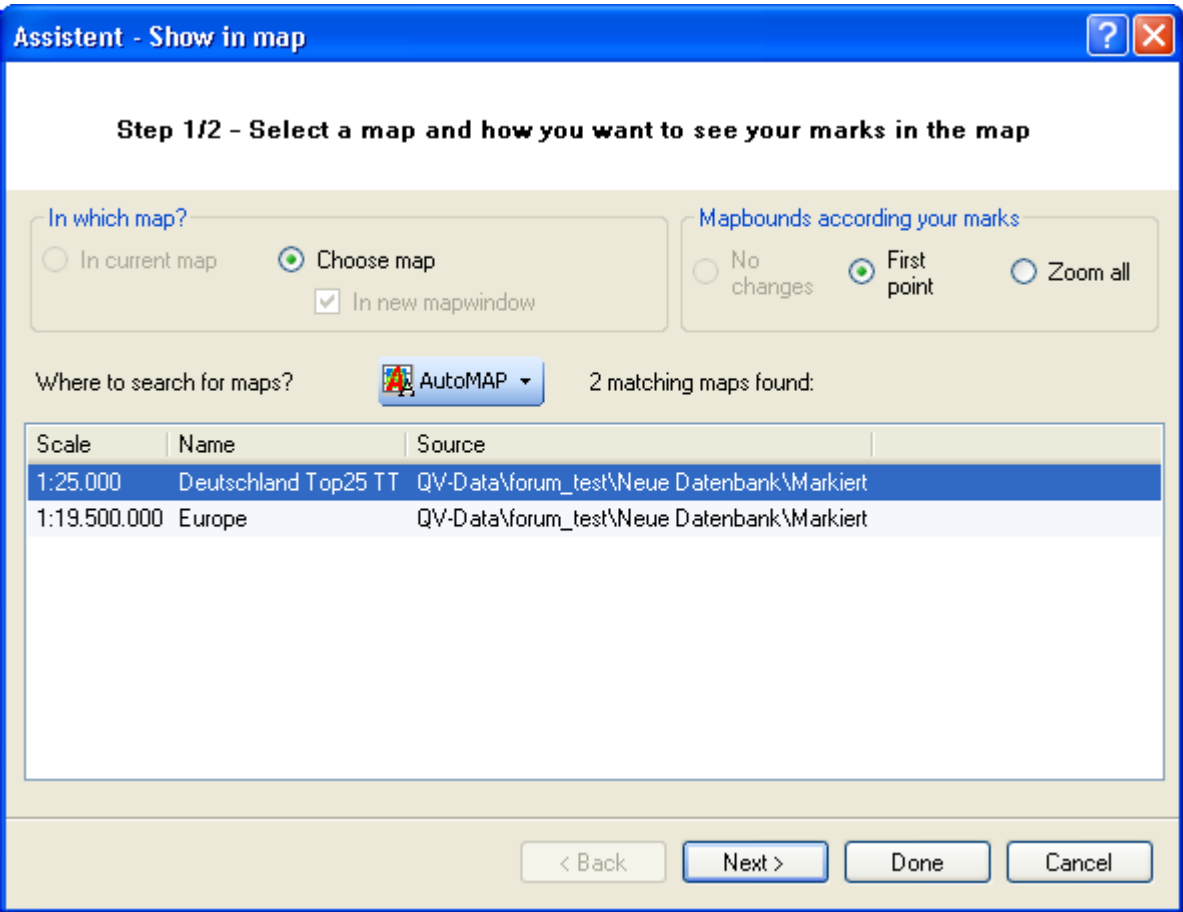 Assistent - Show in map
Step 1/2 - Select a map and how you want to see your marks in the map
In which map?
In current map
Choose map
In new mapwindow
Mapbounds according your marks
No
changes
First
point
Zoom all
Where to search for maps?
AutoMAP
2 matching maps found:
Scale Name Source
1:25.000 Deutschland Top25 TT QV-Data\forum_test\Neue Datenbank\Markiert
1:19.500.000 Europe QV-Data\forum_test\Neue Datenbank\Markiert
< Back Next > Done Cancel